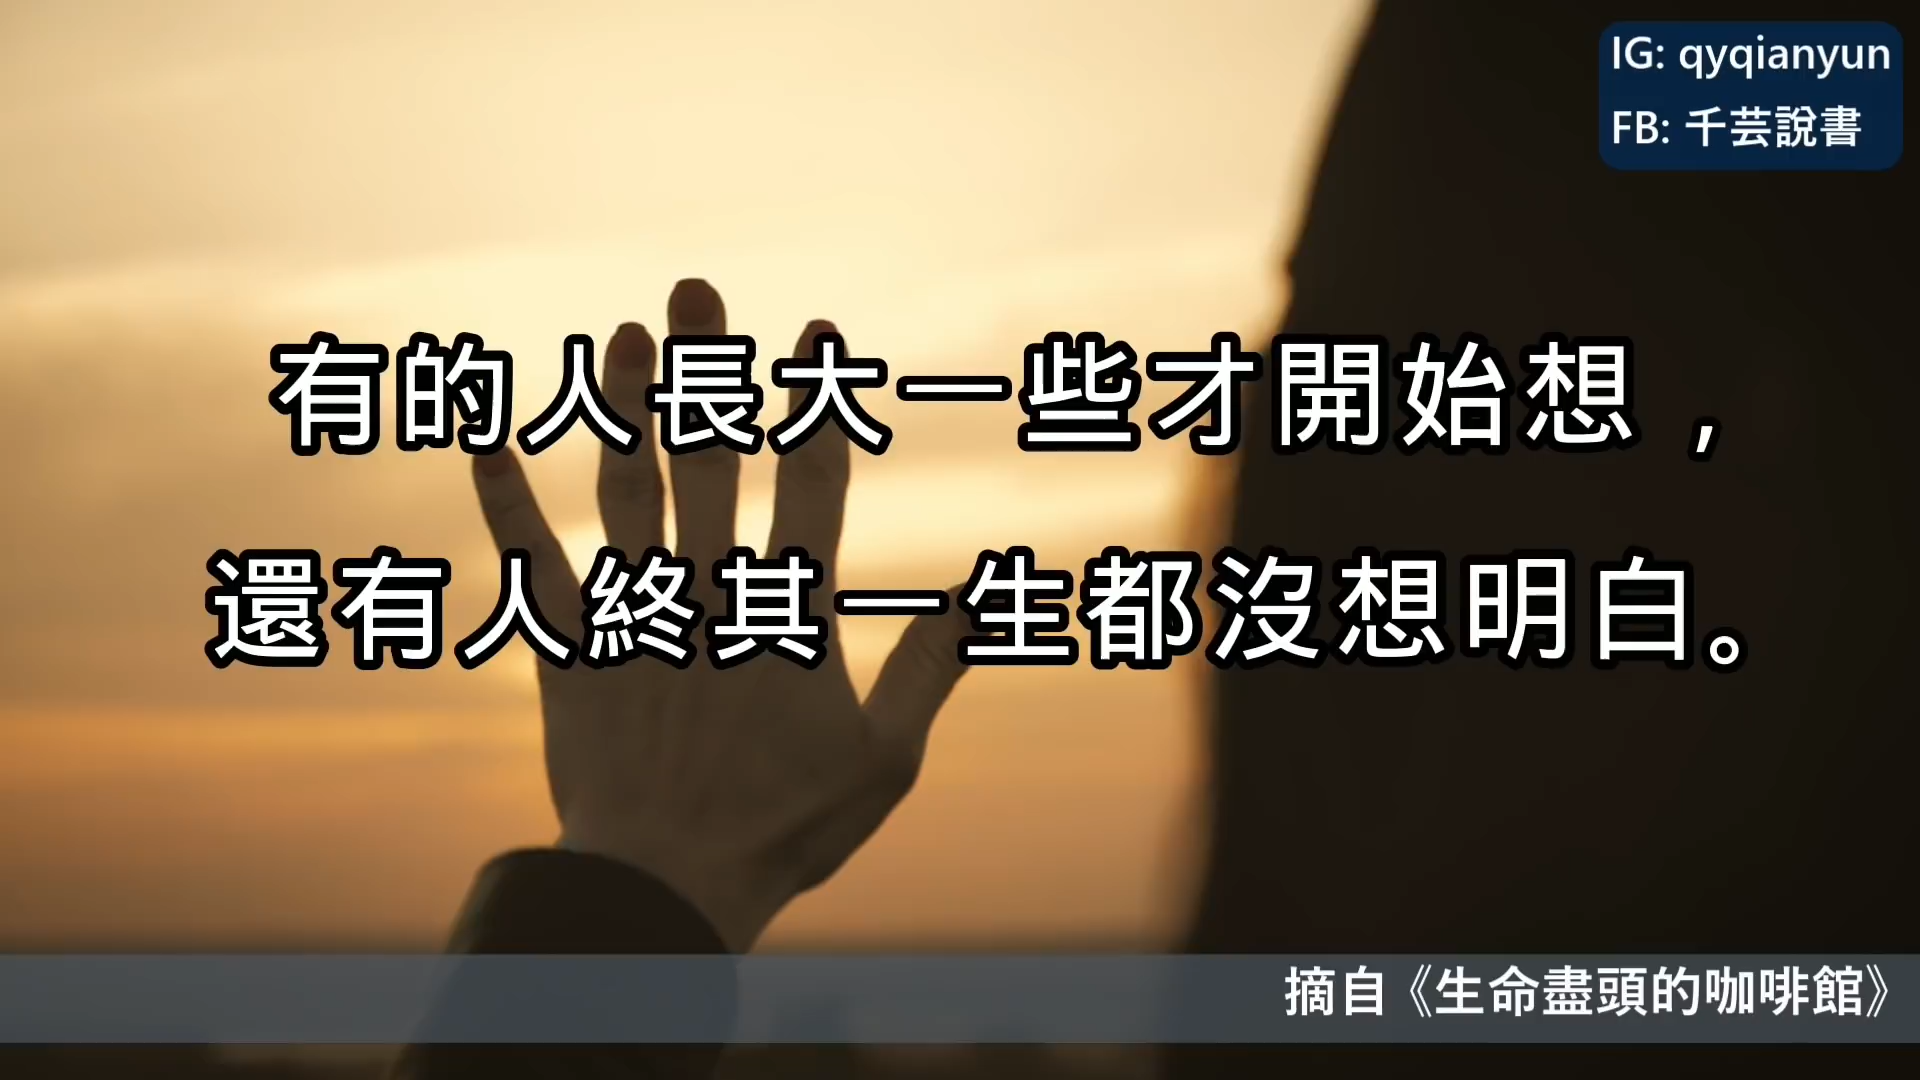 IG: qyqianyun
FB: 千芸說書
有的人長大一些才開始想，
還有人終其一生都沒想明白。
摘自《生命盡頭的咖啡館》